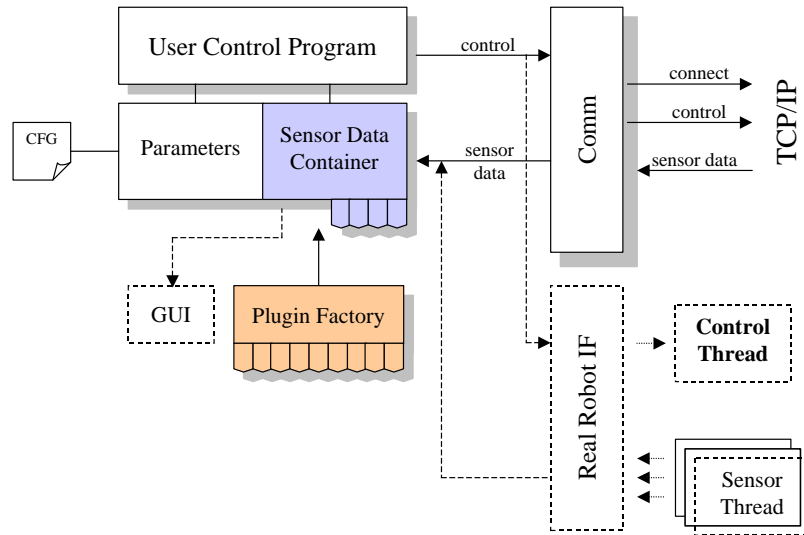 User Control Program
control
connect
control
sensor data
TCP/IP
Comm
CFG
Parameters
Sensor Data
Container
sensor
data
GUI
Plugin Factory
Real Robot IF
Control
Thread
Sensor
Thread